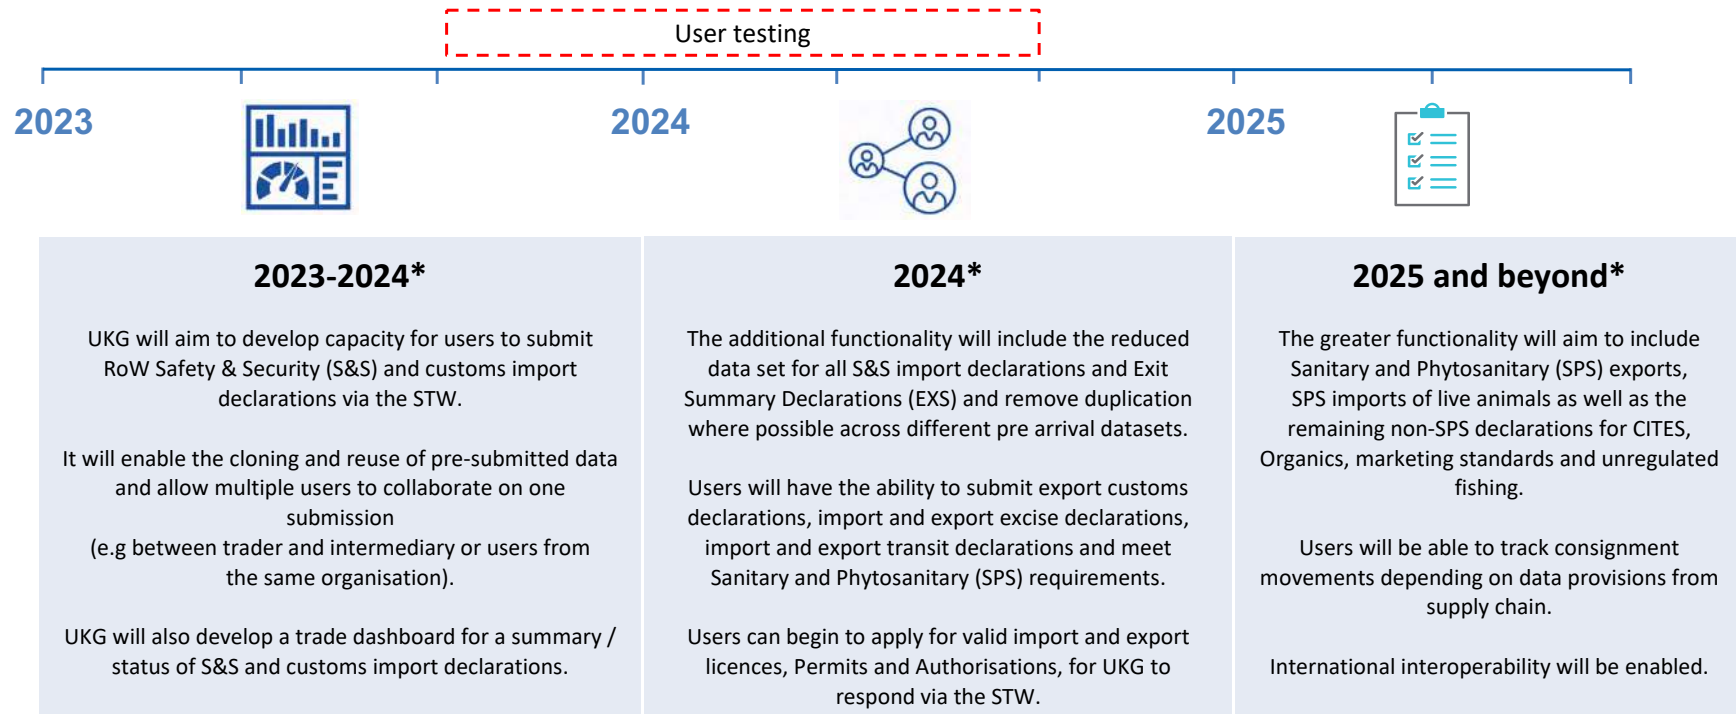 User testing
2023
2024
2025
2023-2024*
UKG will aim to develop capacity for users to submit
RoW Safety & Security (S&S) and customs import
declarations via the STW.
It will enable the cloning and reuse of pre-submitted data
and allow multiple users to collaborate on one
submission
(e.g between trader and intermediary or users from
the same organisation).
UKG will also develop a trade dashboard for a summary /
status of S&S and customs import declarations.
2024*
The additional functionality will include the reduced
data set for all S&S import declarations and Exit
Summary Declarations (EXS) and remove duplication
where possible across different pre arrival datasets.
Users will have the ability to submit export customs
declarations, import and export excise declarations,
import and export transit declarations and meet
Sanitary and Phytosanitary (SPS) requirements.
Users can begin to apply for valid import and export
licences, Permits and Authorisations, for UKG to
respond via the STW.
2025 and beyond*
The greater functionality will aim to include
Sanitary and Phytosanitary (SPS) exports,
SPS imports of live animals as well as the
remaining non-SPS declarations for CITES,
Organics, marketing standards and unregulated
fishing.
Users will be able to track consignment
movements depending on data provisions from
supply chain.
International interoperability will be enabled.